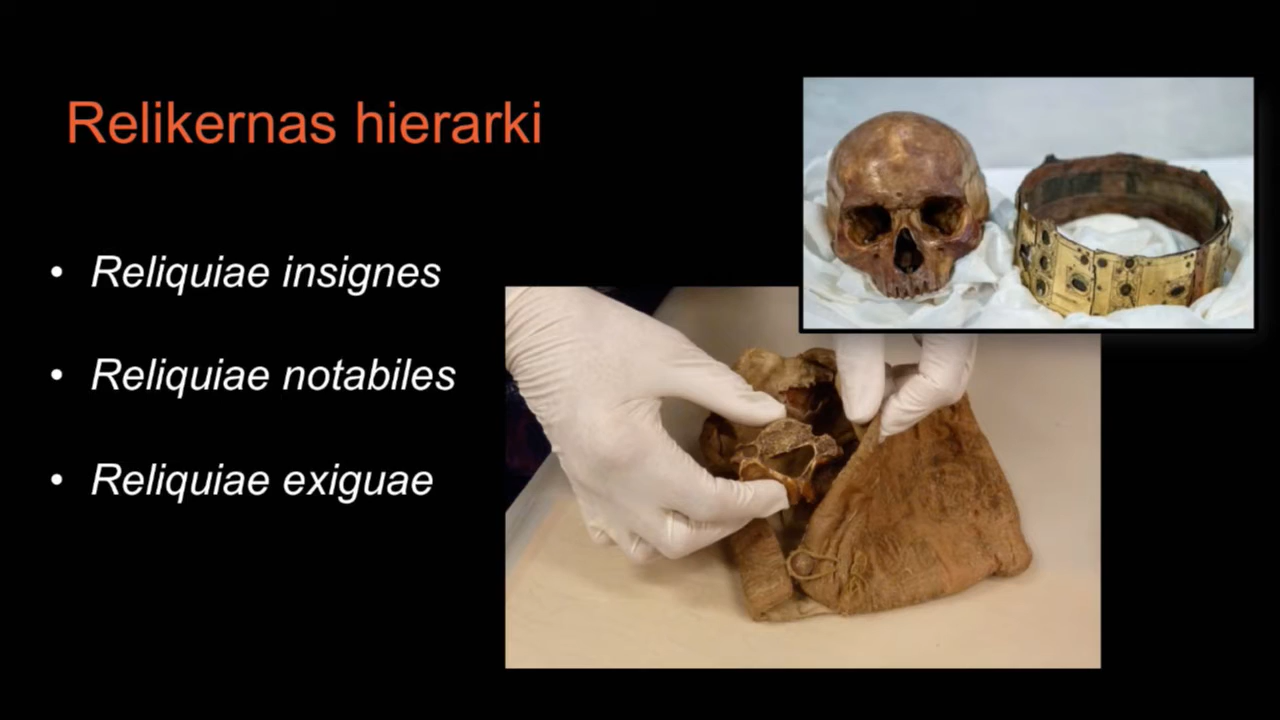 Relikernas hierarki
• Reliquiae insignes
• Reliquiae notabiles
• Reliquiae exiguae